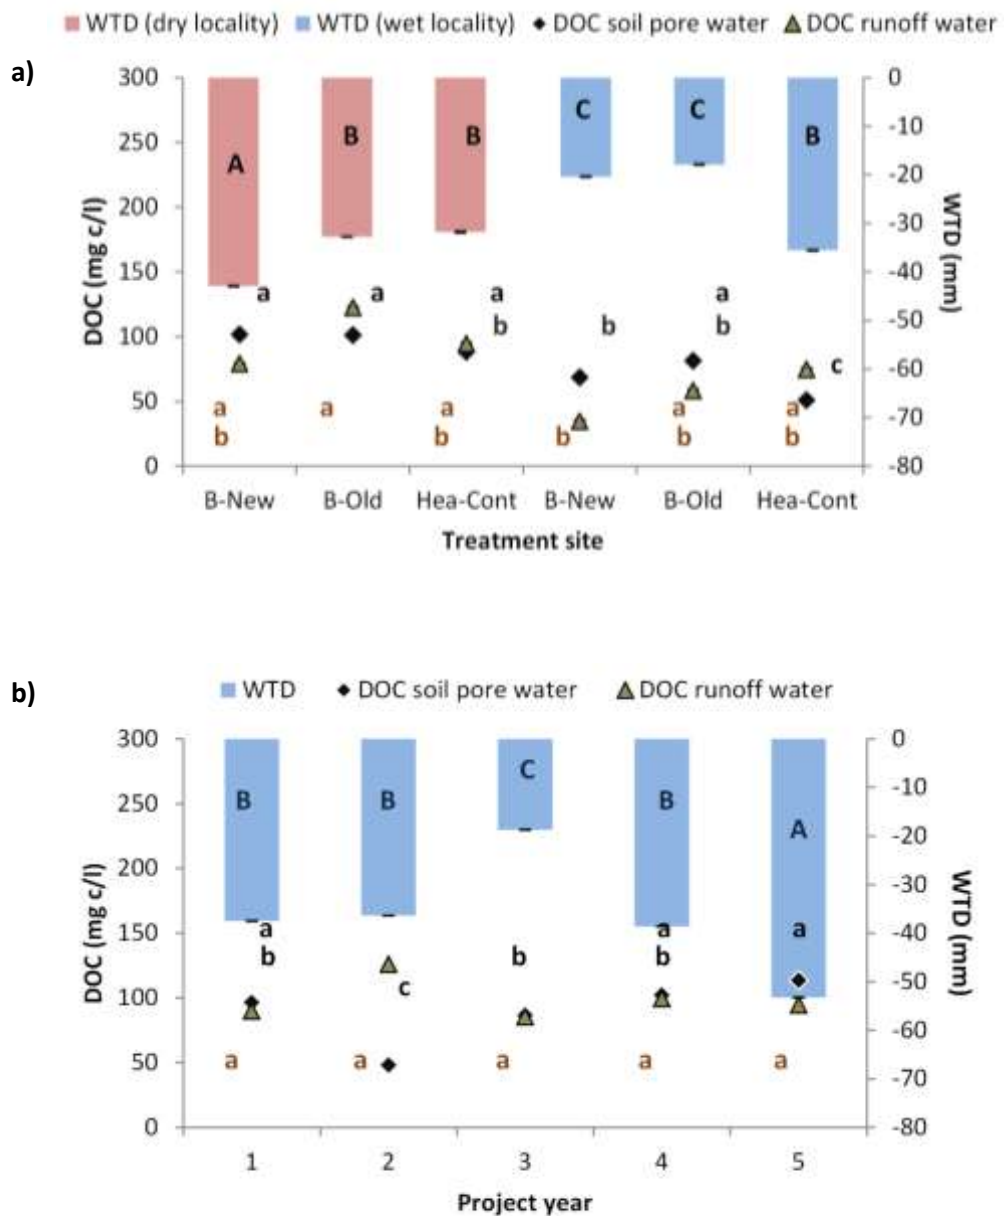 WTD (dry locality) WTD (wet locality) DOC soil pore water DOC runoff water
a)
300 0
250 -10
200 -20
150 -30
100 -40
50 -50
0 -60
-70
-80
DOC (mg c/l)
WTD (mm)
A B B C C B
a a a a
b b b c
a a a a a
b b b b b
B-New B-Old Hea-Cont B-New B-Old Hea-Cont
Treatment site
b)
WTD DOC soil pore water DOC runoff water
300 0
250 -10
200 -20
150 -30
100 -40
50 -50
0 -60
-70
-80
DOC (mg c/l)
WTD (mm)
B B C B A
a a a
b b b
c
a a a a a
1 2 3 4 5
Project year